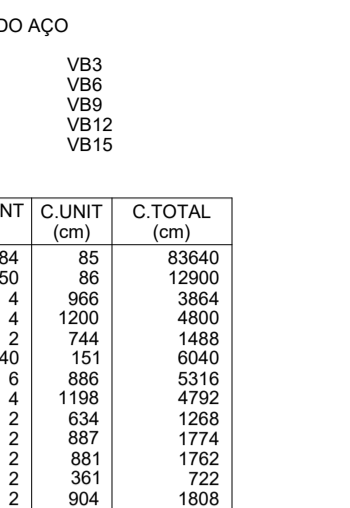 DO AÇO
VB3
VB6
VB9
VB12
VB15
NT C.UNIT C.TOTAL
(cm) (cm)
84 85 83640
50 86 12900
4 966 3864
4 1200 4800
2 744 1488
40 151 6040
6 886 5316
4 1198 4792
2 634 1268
2 887 1774
2 881 1762
2 361 722
2 904 1808